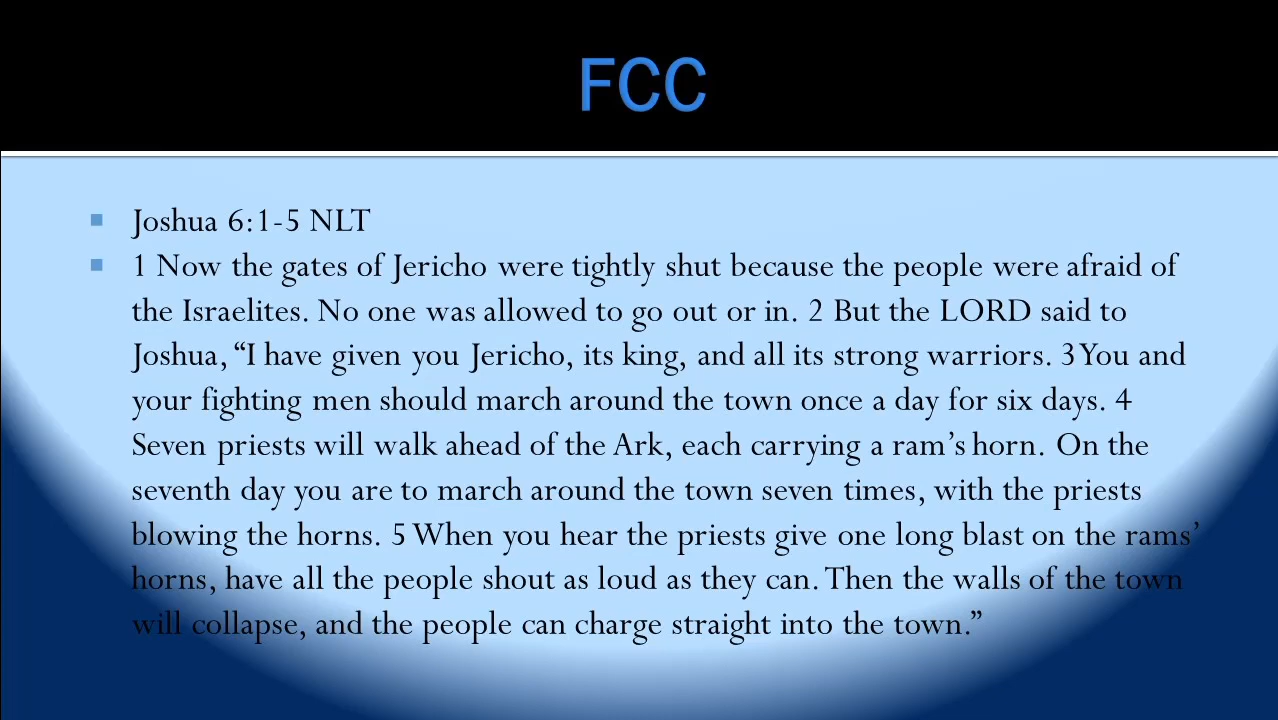 FCC
Joshua 6:1-5 NLT
1 Now the gates of Jericho were tightly shut because the people were afraid of
the Israelites. No one was allowed to go out or in. 2 But the LORD said to
Joshua, “I have given you Jericho, its king, and all its strong warriors. 3 You and
your fighting men should march around the town once a day for six days. 4
Seven priests will walk ahead of the Ark, each carrying a ram’s horn. On the
seventh day you are to march around the town seven times, with the priests
blowing the horns. 5 When you hear the priests give one long blast on the rams’
horns, have all the people shout as loud as they can. Then the walls of the town
will collapse, and the people can charge straight into the town.”